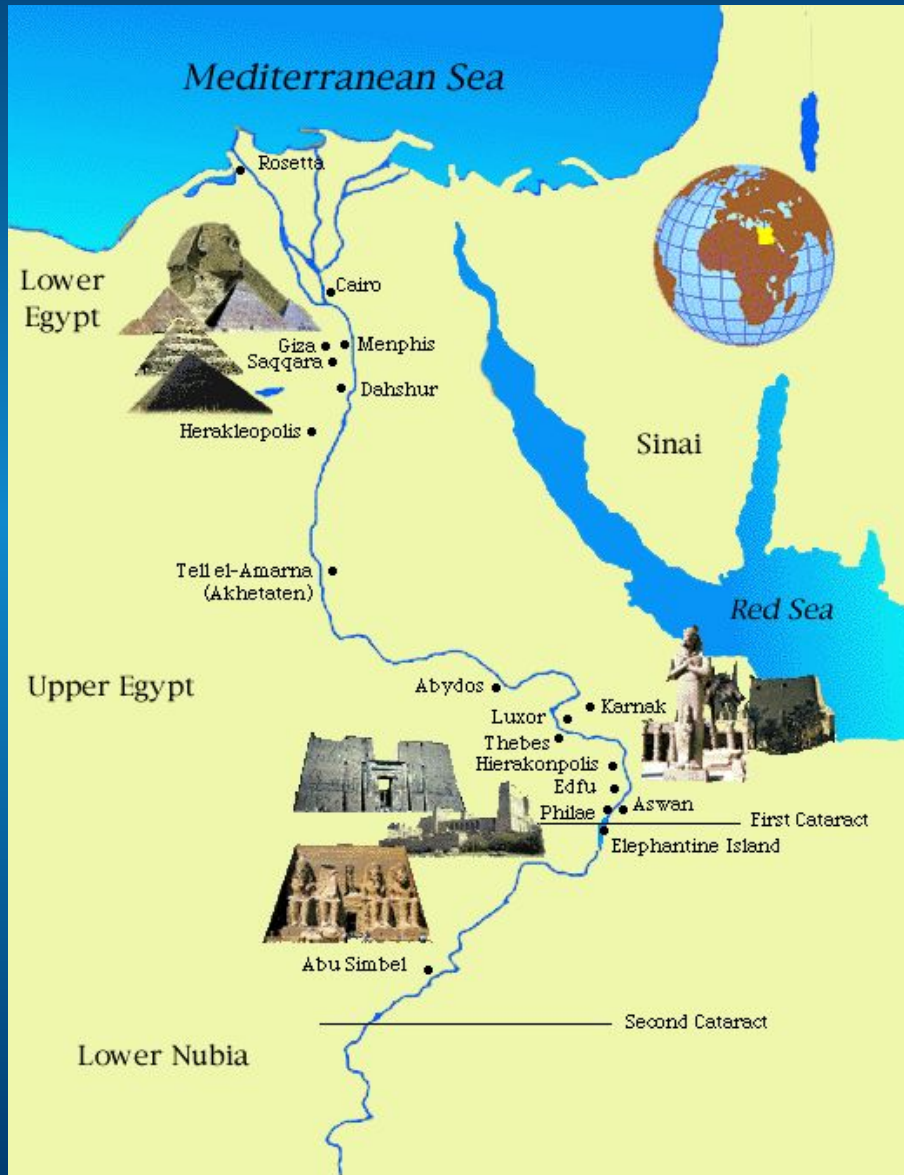 Mediterranean Sea
Rosetta
Lower
Egypt
Cairo
Giza
Menphis
Saqqara
Dahshur
Herakleopolis
Sinai
Tell el-Amarna
(Akhetaten)
Red Sea
Upper Egypt
Abydos
Karnak
Luxor
Thebes
Hierakonpolis
Edfu
Philae
Aswan
First Cataract
Elephantine Island
Abu Simbel
Second Cataract
Lower Nubia